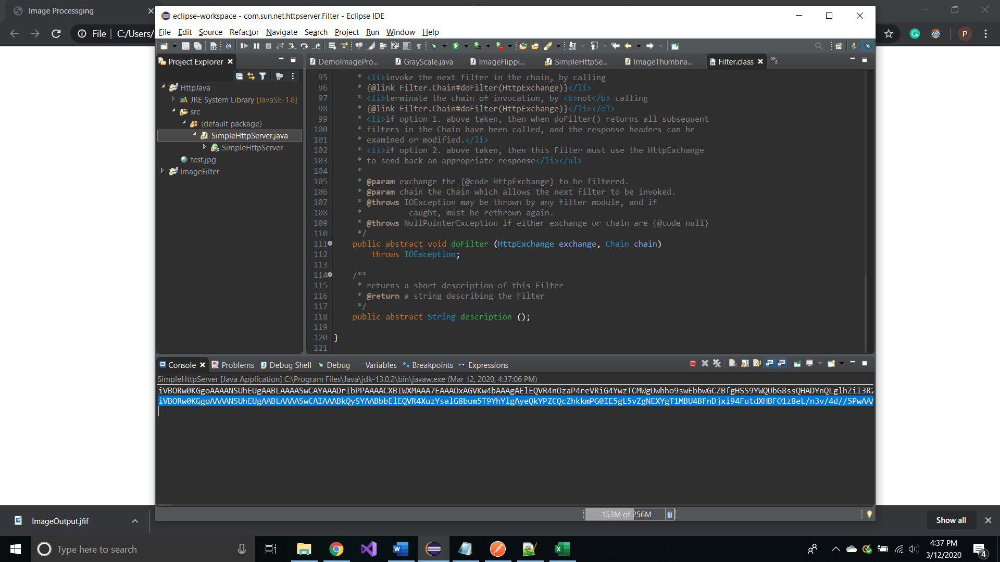 Image Processging
File
C:/Users/
eclipse-workspace - com.sun.net.httpserver.Filter - Eclipse IDE
File Edit Source Refactor Navigate Search Project Run Window Help
P
Project Explorer
HttpJava
JRE System Library [JavaSE-1.8]
src
(default package)
SimpleHttpServer.java
SimpleHttpServer
test.jpg
ImageFilter
DemoImagePro... GrayScale.java ImageFlippi... SimpleHttpSe... ImageThumbna... Filter.class »6
95 * <li>invoke the next filter in the chain, by calling
96 * {@link Filter.Chain#doFilter(HttpExchange)}</li>
97 * <li>terminate the chain of invocation, by <b>not</b> calling
98 * {@link Filter.Chain#doFilter(HttpExchange)}</li></ol>
99 * <li>if option 1. above taken, then when doFilter() returns all subsequent
100 * filters in the Chain have been called, and the response headers can be
101 * examined or modified.</li>
102 * <li>if option 2. above taken, then this Filter must use the HttpExchange
103 * to send back an appropriate response</li></ul>
104 *
105 * @param exchange the {@code HttpExchange} to be filtered.
106 * @param chain the Chain which allows the next filter to be invoked.
107 * @throws IOException may be thrown by any filter module, and if
108 * caught, must be rethrown again.
109 * @throws NullPointerException if either exchange or chain are {@code null}
110 */
111 public abstract void doFilter (HttpExchange exchange, Chain chain)
112 throws IOException;
113
114 /**
115 * returns a short description of this Filter
116 * @return a string describing the Filter
117 */
118 public abstract String description ();
119
120 }
121
Console Problems Debug Shell Debug Variables Breakpoints Expressions
SimpleHttpServer [Java Application] C:\Program Files\Java\jdk-13.0.2\bin\javaw.exe (Mar 12, 2020, 4:37:06 PM)
153M of 256M
ImageOutput.jfif
Show all
Type here to search
4:37 PM
3/12/2020
4